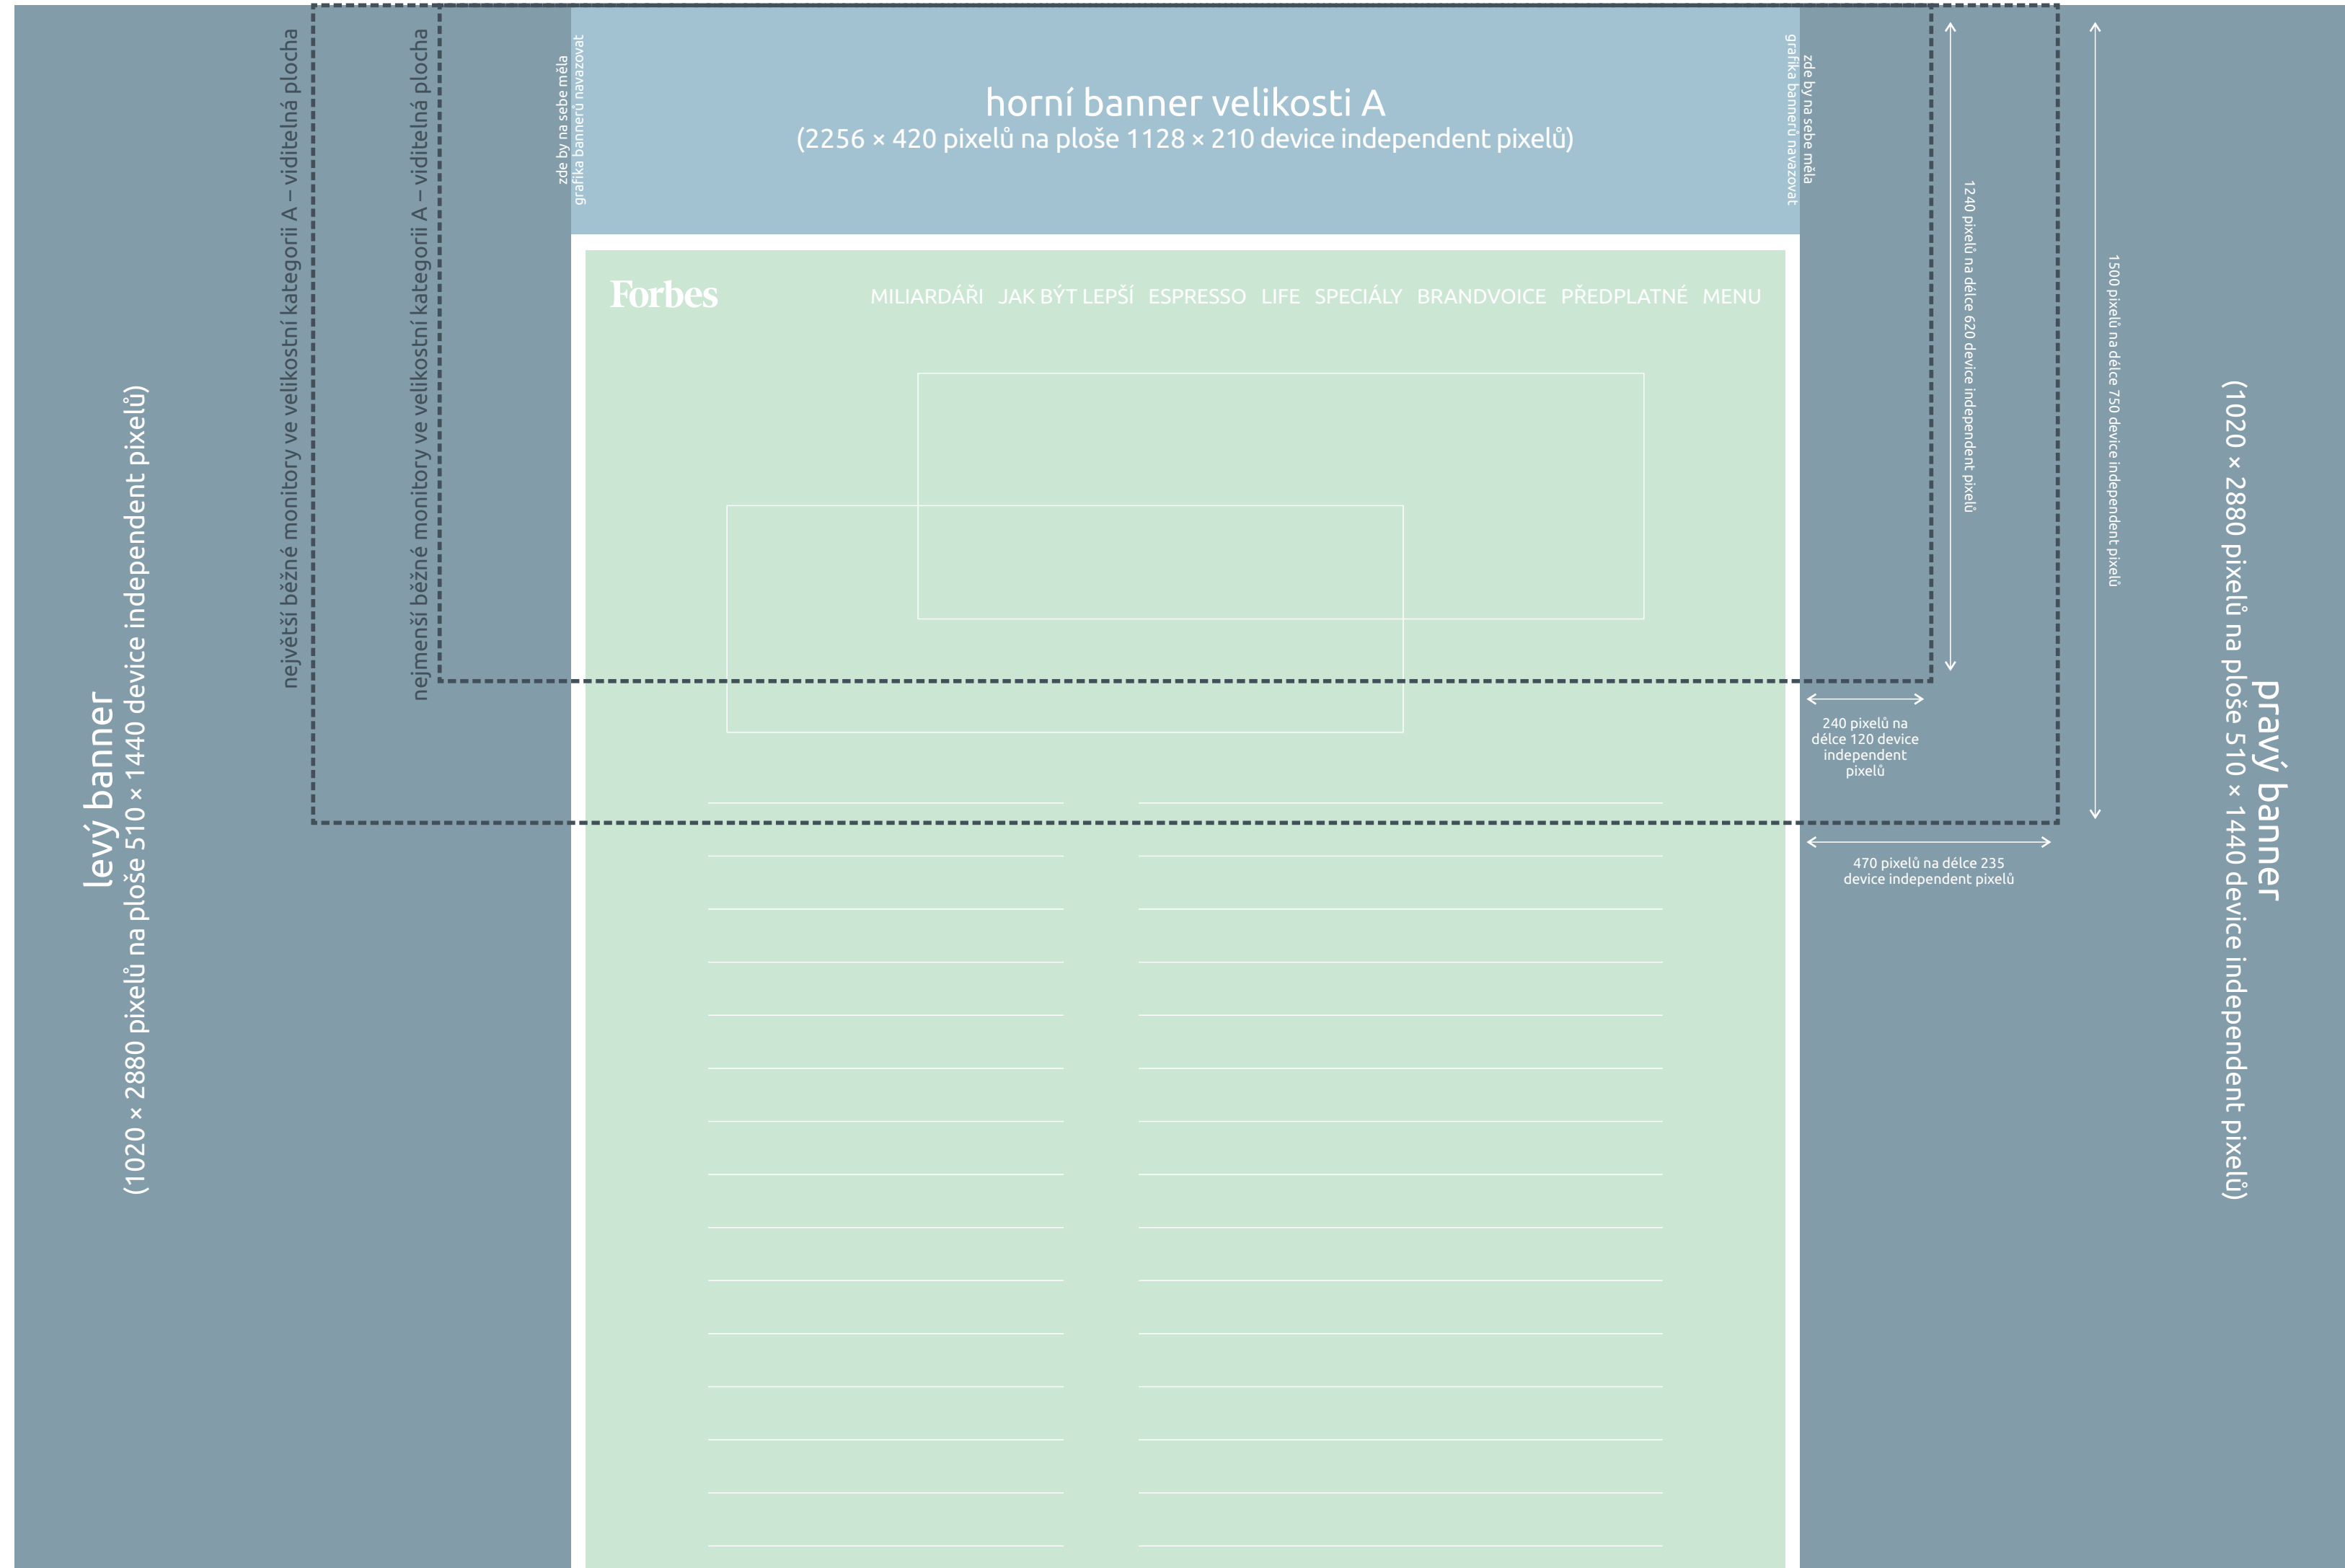 levý banner
(1020 × 2880 pixelů na ploše 510 × 1440 device independent pixelů)
největší běžné monitory ve velikostní kategorii A – viditelná plocha
nejmenší běžné monitory ve velikostní kategorii A – viditelná plocha
zde by na sebe měla
grafika bannerů navazovat
horní banner velikosti A
(2256 × 420 pixelů na ploše 1128 × 210 device independent pixelů)
zde by na sebe měla
grafika bannerů navazovat
Forbes
MILIARDÁŘI JAK BÝT LEPŠÍ ESPRESSO LIFE SPECIÁLY BRANDVOICE PŘEDPLATNÉ MENU
1240 pixelů na délce 620 device independent pixelů
1500 pixelů na délce 750 device independent pixelů
240 pixelů na
délce 120 device
independent
pixelů
470 pixelů na délce 235
device independent pixelů
pravý banner
(1020 × 2880 pixelů na ploše 510 × 1440 device independent pixelů)